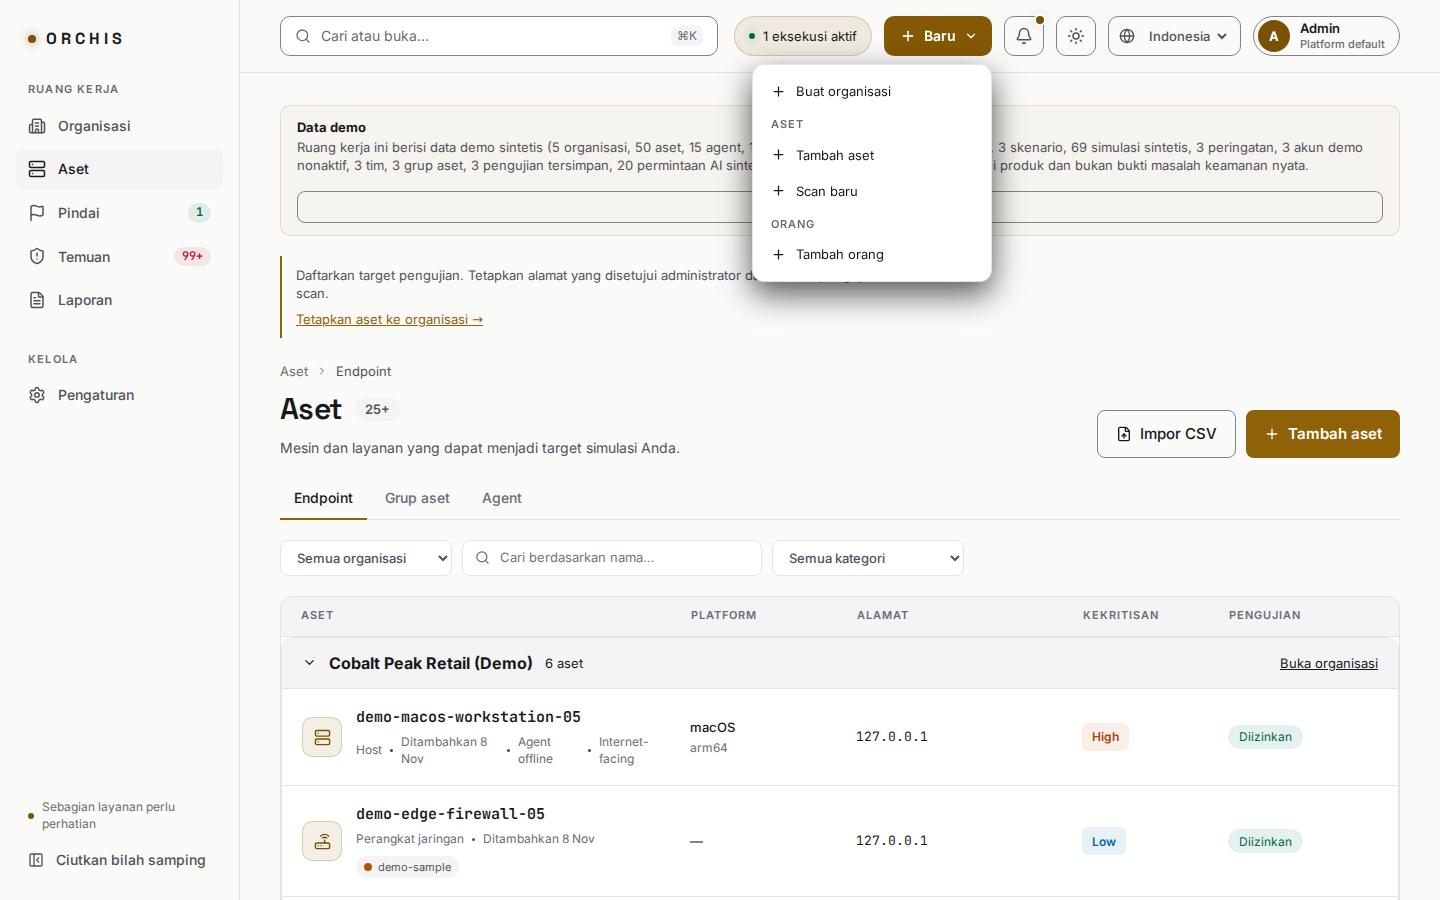 ORCHIS
RUANG KERJA
Organisasi
Aset
Pindai
1
Temuan
99+
Laporan
KELOLA
Pengaturan
Sebagian layanan perlu
perhatian
Ciutkan bilah samping
Cari atau buka...
⌘K
1 eksekusi aktif
Baru
Indonesia
A
Admin
Platform default
Buat organisasi
ASET
Tambah aset
Scan baru
ORANG
Tambah orang
Data demo
Ruang kerja ini berisi data demo sintetis (5 organisasi, 50 aset, 15 agent, 3 skenario, 69 simulasi sintetis, 3 peringatan, 3 akun demo
nonaktif, 3 tim, 3 grup aset, 3 pengujian tersimpan, 20 permintaan AI produk dan bukan bukti masalah keamanan nyata.
Daftarkan target pengujian. Tetapkan alamat yang disetujui administrator
scan.
Tetapkan aset ke organisasi →
Aset > Endpoint
Aset 25+
Mesin dan layanan yang dapat menjadi target simulasi Anda.
Impor CSV
Tambah aset
Endpoint Grup aset Agent
Semua organisasi Cari berdasarkan nama... Semua kategori
ASET PLATFORM ALAMAT KEKRITISAN PENGUJIAN
Cobalt Peak Retail (Demo) 6 aset Buka organisasi
demo-macos-workstation-05
Host • Ditambahkan 8 Nov • Agent offline • Internet-facing
macOS
arm64
127.0.0.1
High
Diizinkan
demo-edge-firewall-05
Perangkat jaringan • Ditambahkan 8 Nov
demo-sample
—
127.0.0.1
Low
Diizinkan